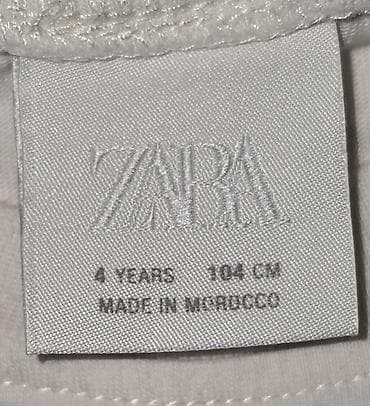 ZARA
4 YEARS 104 CM
MADE IN MOROCCO